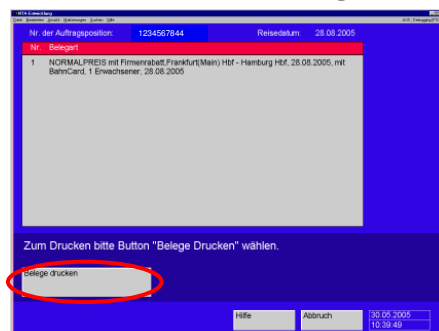 Nr. der Auftragsposition: 1234567844 Reisedatum: 28.08.2005
Nr. Belegart
1 NORMALPREIS mit Firmenrabatt,Frankfurt(Main) Hbf - Hamburg Hbf, 28.08.2005, mit
BahnCard, 1 Erwachsener, 28.08.2005
Zum Drucken bitte Button "Belege Drucken" wählen.
Belege drucken
Hilfe Abbruch 30.05.2005
10:39:49